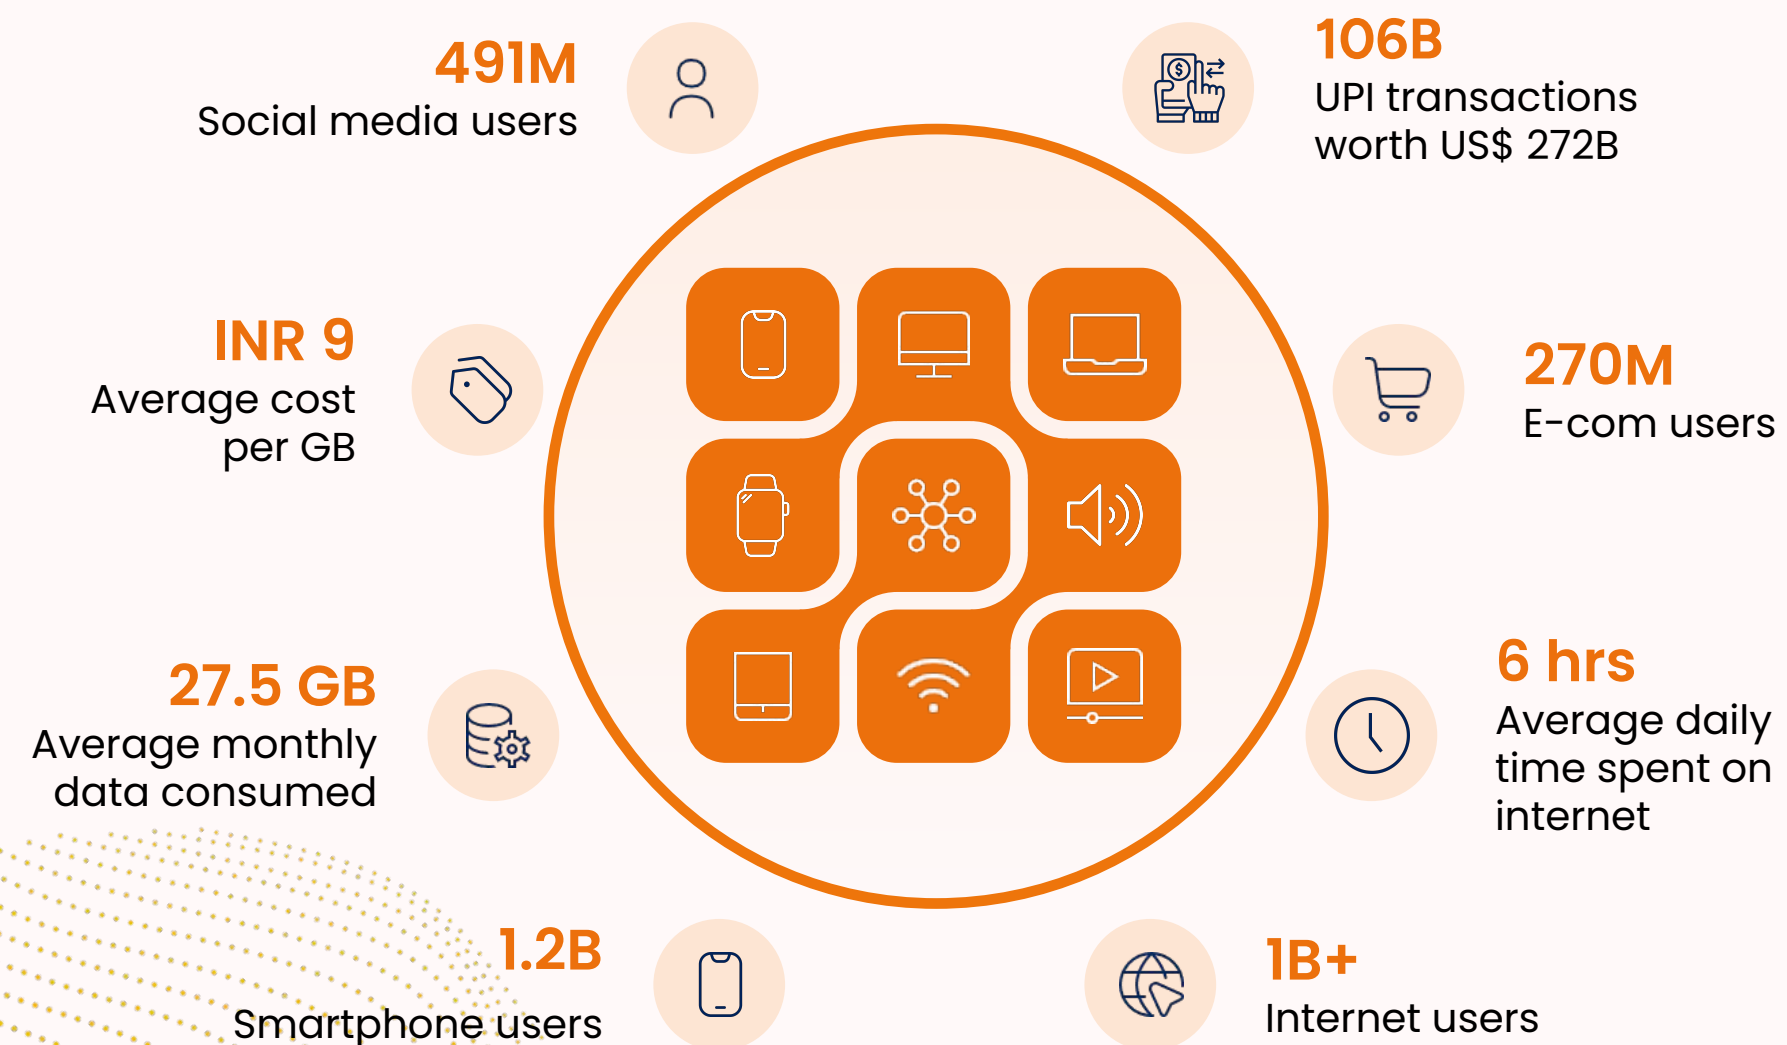 491M
Social media users
106B
UPI transactions
worth US$ 272B
INR 9
Average cost
per GB
270M
E-com users
27.5 GB
Average monthly
data consumed
6 hrs
Average daily
time spent on
internet
1.2B
Smartphone users
1B+
Internet users